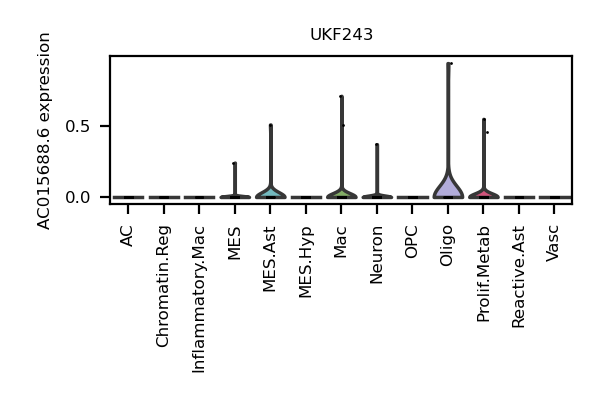 UKF243
AC015688.6 expression
0.5
0.0
AC
Chromatin.Reg
Inflammatory.Mac
MES
MES.Ast
MES.Hyp
Mac
Neuron
OPC
Oligo
Prolif.Metab
Reactive.Ast
Vasc